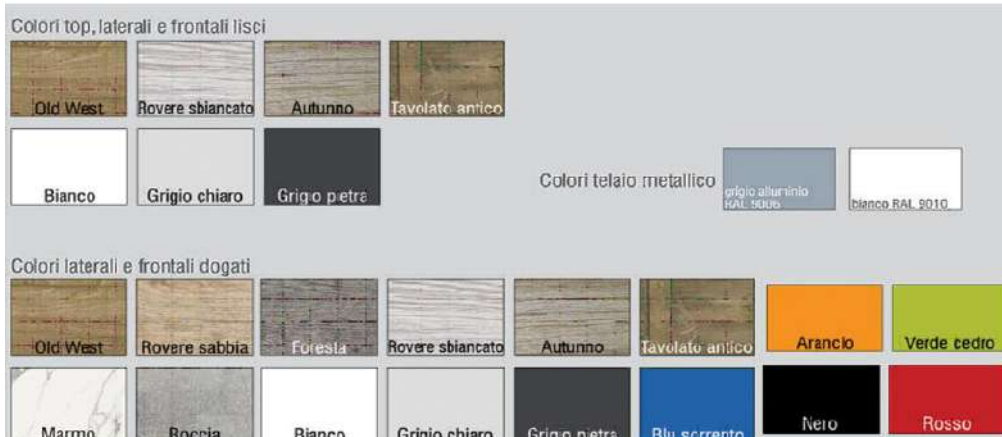 Colori top, laterali e frontali lisci
Old West Rovere sbiancato Autunno Tavolato antico
Bianco Grigio chiaro Grigio pietra
Colori telaio metallico
grigio alluminio
RAL 9006
bianco RAL 9010
Colori laterali e frontali dogati
Old West Rovere sabbia Foresta Rovere sbiancato Autunno Tavolato antico Arancio Verde cedro
Marmo Roccia Bianco Grigio chiaro Grigio pietra Blu sorrento Nero Rosso